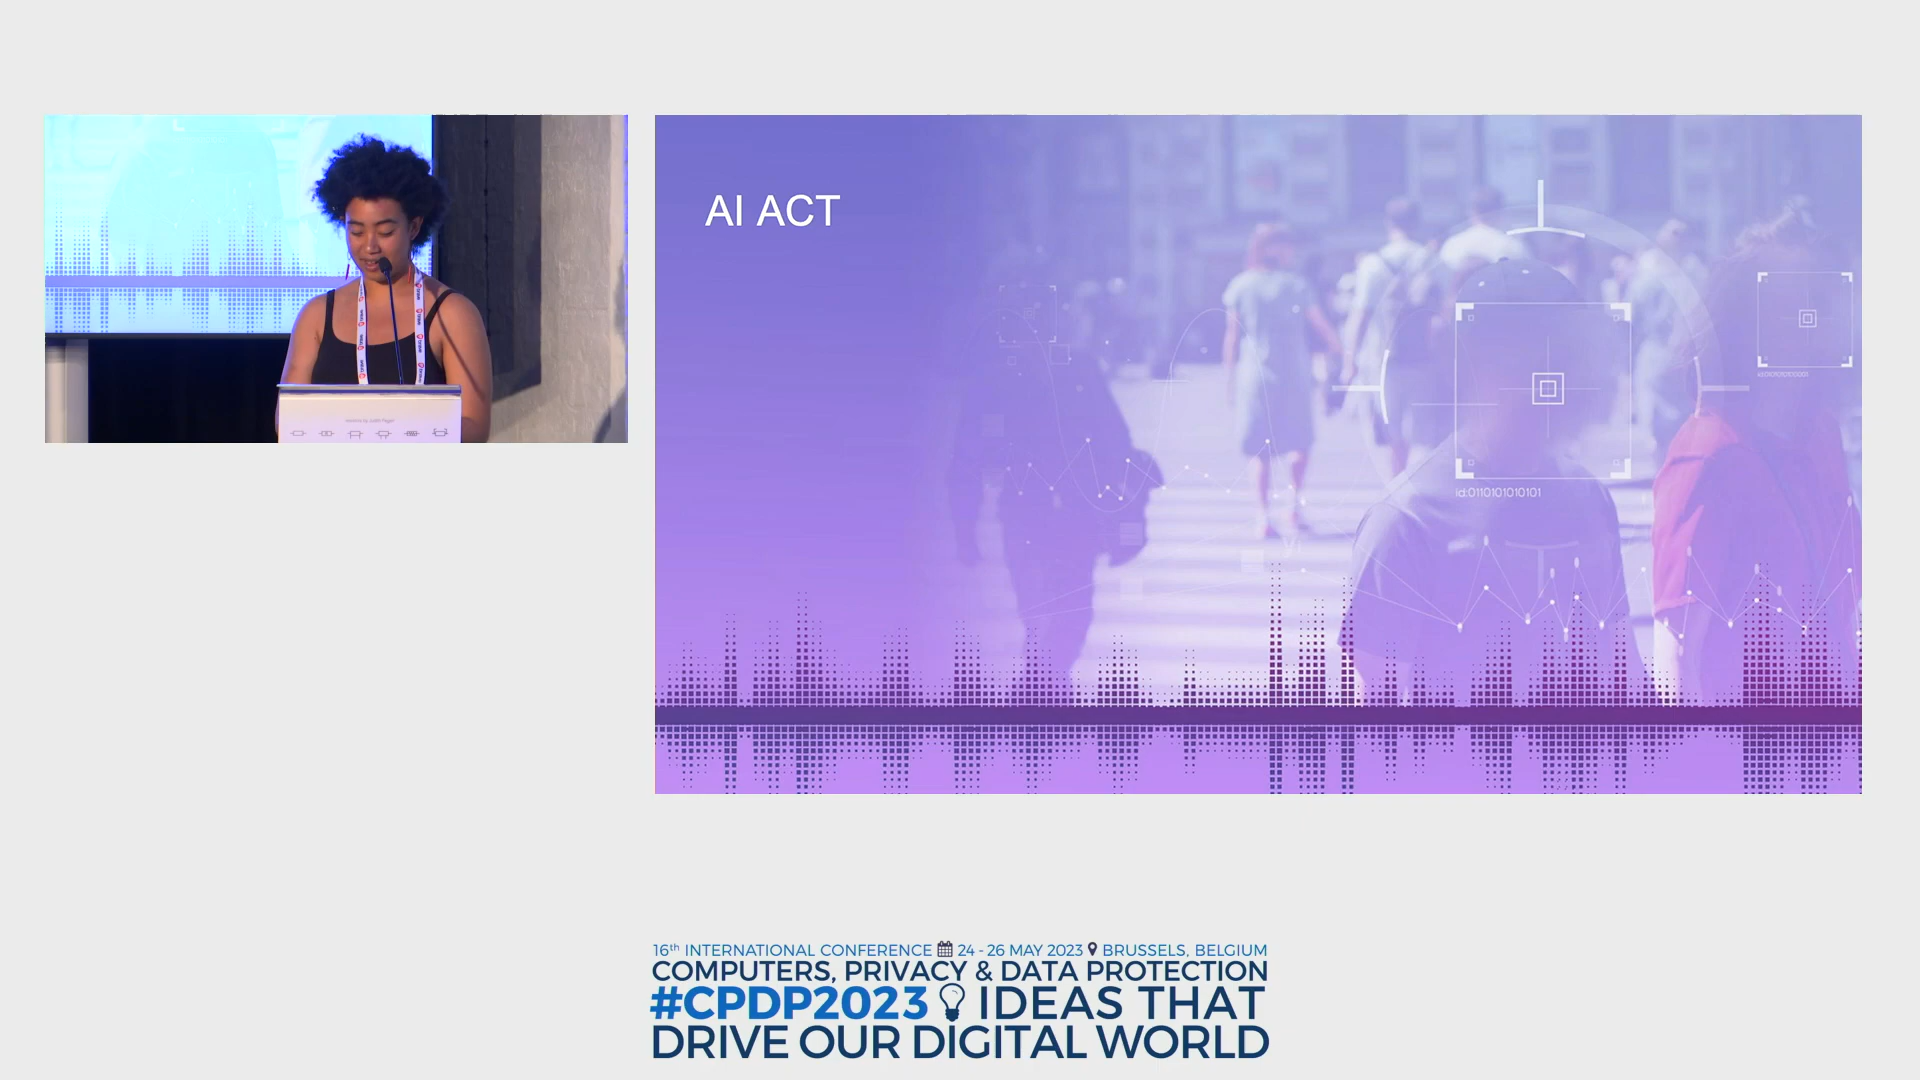 AI ACT
id:0110101010101
16th INTERNATIONAL CONFERENCE 24 - 26 MAY 2023 BRUSSELS, BELGIUM
COMPUTERS, PRIVACY & DATA PROTECTION
#CPDP2023 IDEAS THAT
DRIVE OUR DIGITAL WORLD